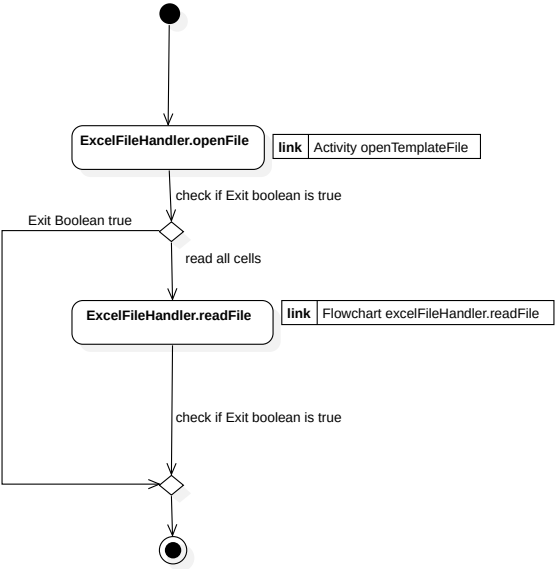 ExcelFileHandler.openFile
link
Activity openTemplateFile
check if Exit boolean is true
Exit Boolean true
read all cells
ExcelFileHandler.readFile
link
Flowchart excelFileHandler.readFile
check if Exit boolean is true